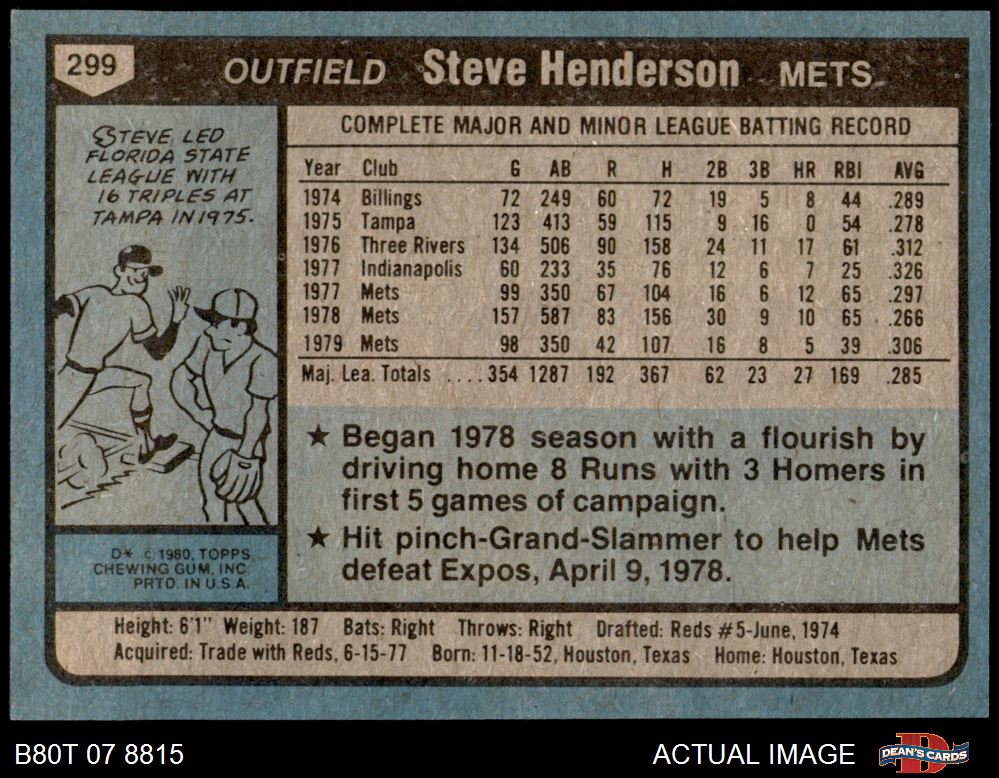 299 OUTFIELD Steve Henderson METS
STEVE LED
FLORIDA STATE
LEAGUE WITH
16 TRIPLES AT
TAMPA IN 1975.
COMPLETE MAJOR AND MINOR LEAGUE BATTING RECORD
Year Club G AB R H 2B 3B HR RBI AVG
1974 Billings 72 249 60 72 19 5 8 44 .289
1975 Tampa 123 413 59 115 9 16 0 54 .278
1976 Three Rivers 134 506 90 158 24 11 17 61 .312
1977 Indianapolis 60 233 35 76 12 6 7 25 .326
1977 Mets 99 350 67 104 16 6 12 65 .297
1978 Mets 157 587 83 156 30 9 10 65 .266
1979 Mets 98 350 42 107 16 8 5 39 .306
Maj. Lea. Totals ....354 1287 192 367 62 23 27 169 .285
★ Began 1978 season with a flourish by
driving home 8 Runs with 3 Homers in
first 5 games of campaign.
★ Hit pinch-Grand-Slammer to help Mets
defeat Expos, April 9, 1978.
D* © 1980, TOPPS
CHEWING GUM, INC.
PRTD. IN U.S.A.
Height: 6'1" Weight: 187 Bats: Right Throws: Right Drafted: Reds #5-June, 1974
Acquired: Trade with Reds, 6-15-77 Born: 11-18-52, Houston, Texas Home: Houston, Texas
B80T 07 8815 ACTUAL IMAGE DEAN'S CARDS